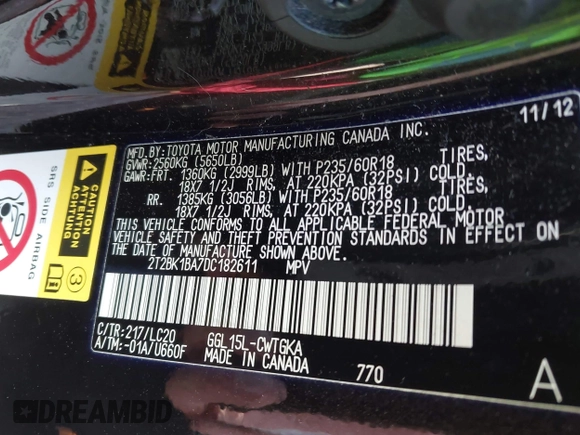 11/12
MFD. BY: TOYOTA MOTOR MANUFACTURING CANADA INC.
GVWR: 2560KG (5650LB)
GAWR: FRT. 1360KG (2999LB) WITH P235/60R18 TIRES,
18X7 1/2J RIMS, AT 220KPA (32PSI) COLD.
RR. 1385KG (3056LB) WITH P235/60R18 TIRES,
18X7 1/2J RIMS, AT 220KPA (32PSI) COLD.
THIS VEHICLE CONFORMS TO ALL APPLICABLE FEDERAL MOTOR
VEHICLE SAFETY AND THEFT PREVENTION STANDARDS IN EFFECT ON
THE DATE OF MANUFACTURE SHOWN ABOVE.
2T2BK1BA7DC182611 MPV
C/TR: 217/LC20 GGL15L-CWTGKA
A/TM: -01A/U660F MADE IN CANADA 770 A
SRS SIDE AIRBAG
CAUTION
ATTENTION
ACHTUNG
3
DREAMBID